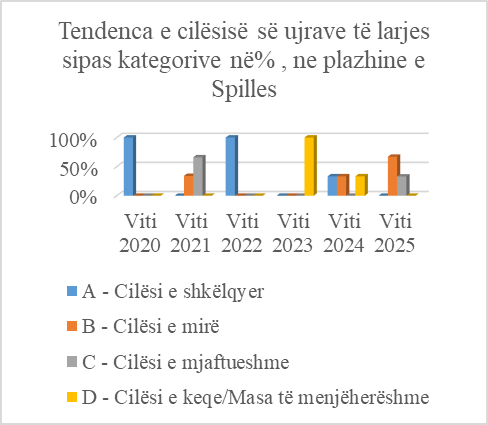 Tendenca e cilësisë së ujrave të larjes
sipas kategorive në% , ne plazhine e
Spilles
100%
50%
0%
Viti 2020 Viti 2021 Viti 2022 Viti 2023 Viti 2024 Viti 2025
A - Cilësi e shkëlqyer
B - Cilësi e mirë
C - Cilësi e mjaftueshme
D - Cilësi e keqe/Masa të menjëherëshme